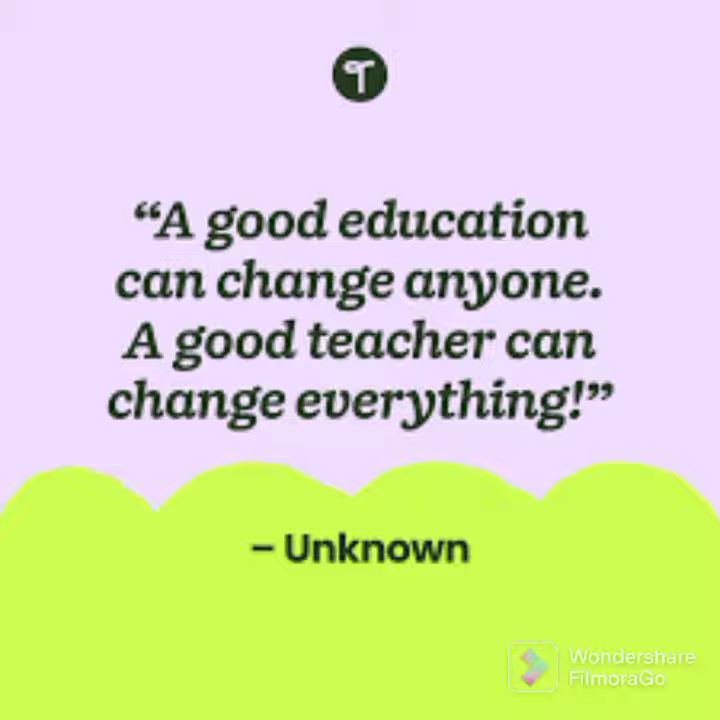 “A good education
can change anyone.
A good teacher can
change everything!”
– Unknown
Wondershare
FilmoraGo